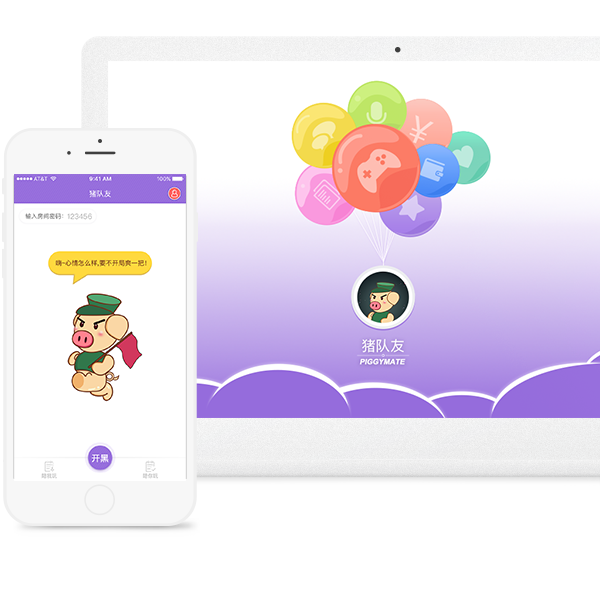 AT&T
9:41 AM
100%
猪队友
输入房间密码： 123456
嗨~心情怎么样,要不开局爽一把!
开黑
猪队友
PIGGYMATE